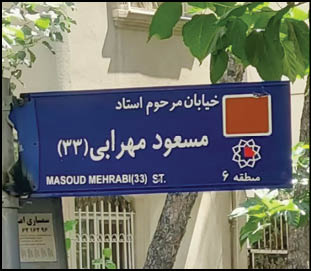 خیابان مرحوم استاد
مسعود مهرابی (۳۳)
MASOUD MEHRABI(33) ST.
منطقه ۶